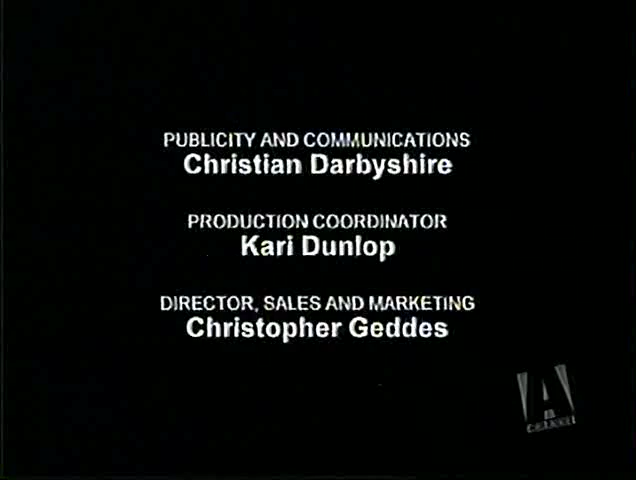 PUBLICITY AND COMMUNICATIONS
Christian Darbyshire
PRODUCTION COORDINATOR
Kari Dunlop
DIRECTOR, SALES AND MARKETING
Christopher Geddes
A
CHANNEL